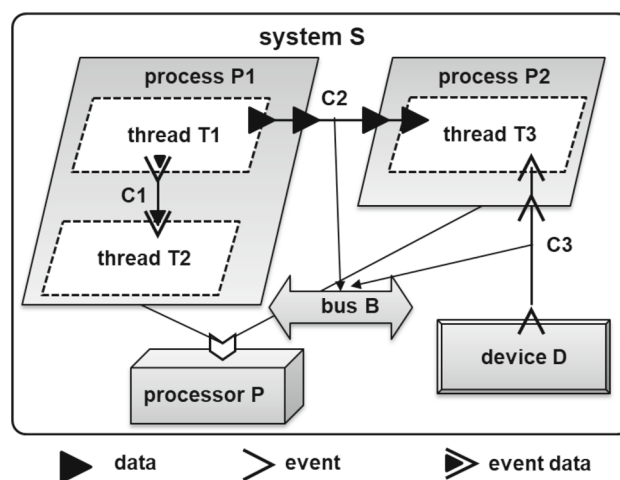 system S
process P1
process P2
C2
thread T1
thread T3
C1
thread T2
C3
bus B
device D
processor P
data
event
event data